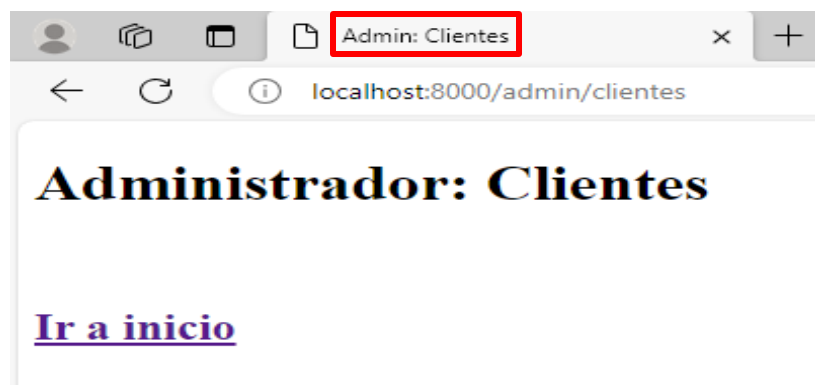 Admin: Clientes
localhost:8000/admin/clientes
Administrador: Clientes
Ir a inicio